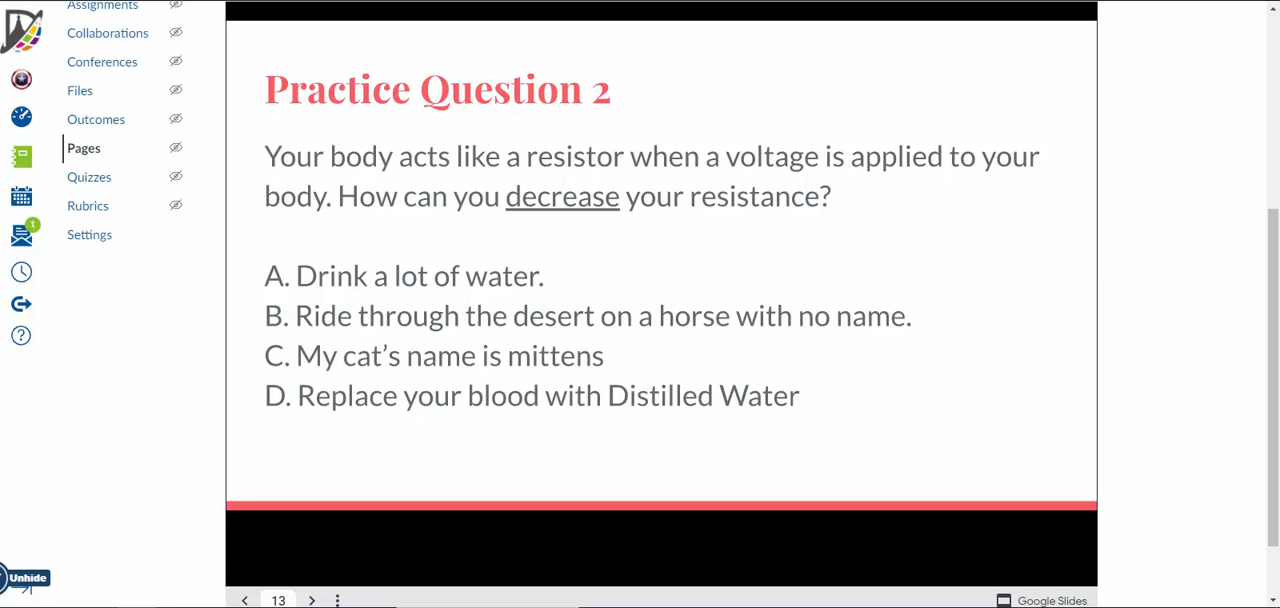 Assignments
Collaborations
Conferences
Files
Outcomes
Pages
Quizzes
Rubrics
Settings
1
Unhide
Practice Question 2
Your body acts like a resistor when a voltage is applied to your
body. How can you decrease your resistance?
A. Drink a lot of water.
B. Ride through the desert on a horse with no name.
C. My cat's name is mittens
D. Replace your blood with Distilled Water
13
Google Slides